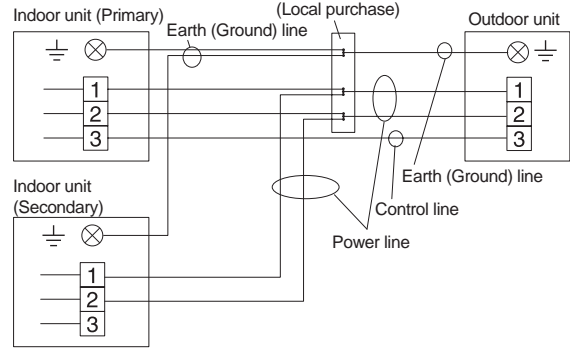 (Local purchase)
Indoor unit (Primary)
Earth (Ground) line
Outdoor unit
1
2
3
1
2
3
Earth (Ground) line
Control line
Power line
Indoor unit
(Secondary)
1
2
3